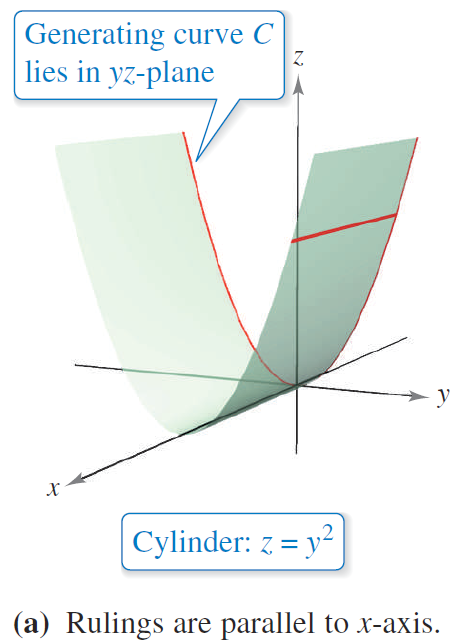 Generating curve C
lies in yz-plane
z
y
x
Cylinder: z = y²
(a) Rulings are parallel to x-axis.